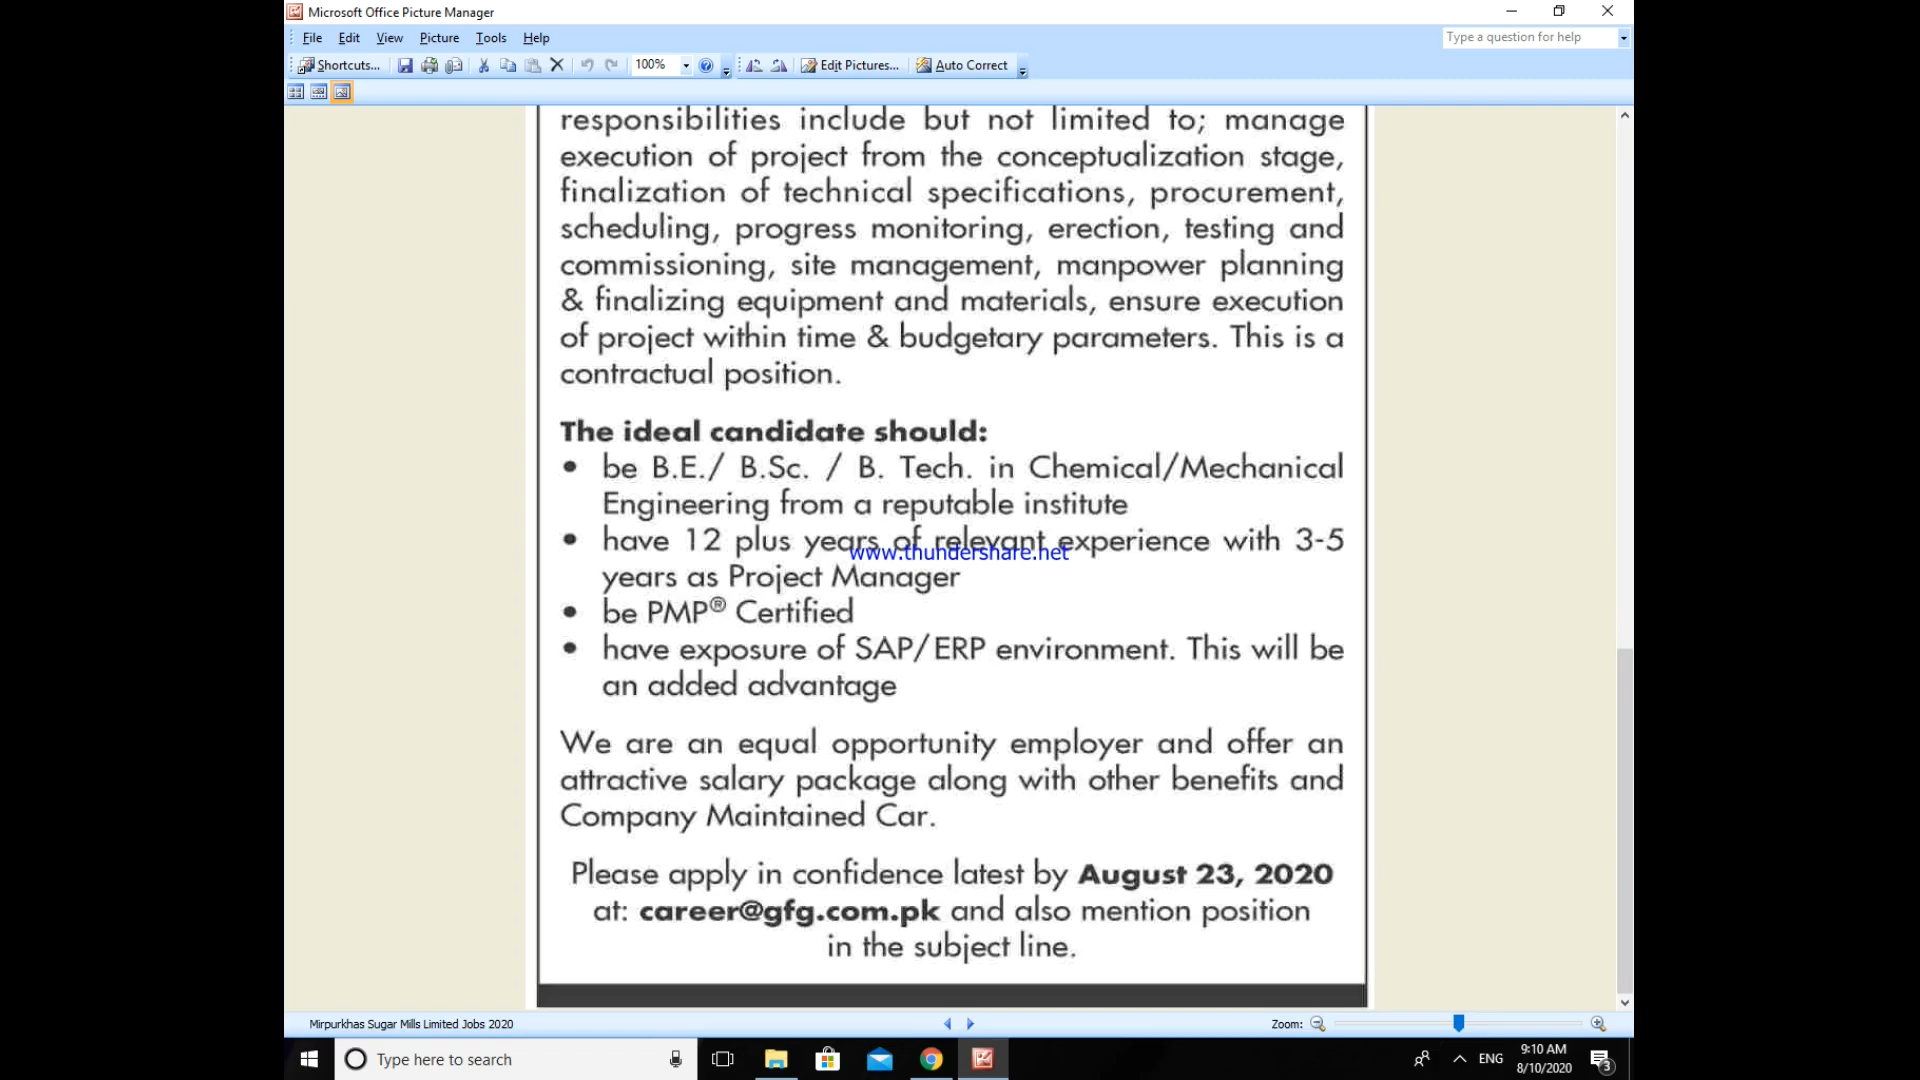 Microsoft Office Picture Manager
File Edit View Picture Tools Help
Type a question for help
Shortcuts... 100% Edit Pictures... Auto Correct
responsibilities include but not limited to; manage
execution of project from the conceptualization stage,
finalization of technical specifications, procurement,
scheduling, progress monitoring, erection, testing and
commissioning, site management, manpower planning
& finalizing equipment and materials, ensure execution
of project within time & budgetary parameters. This is a
contractual position.
The ideal candidate should:
• be B.E./ B.Sc. / B. Tech. in Chemical/Mechanical
Engineering from a reputable institute
• have 12 plus years of relevant experience with 3-5
www.thundershare.net
years as Project Manager
• be PMP® Certified
• have exposure of SAP/ERP environment. This will be
an added advantage
We are an equal opportunity employer and offer an
attractive salary package along with other benefits and
Company Maintained Car.
Please apply in confidence latest by August 23, 2020
at: career@gfg.com.pk and also mention position
in the subject line.
Mirpurkhas Sugar Mills Limited Jobs 2020
Zoom:
Type here to search
ENG
9:10 AM
8/10/2020
3